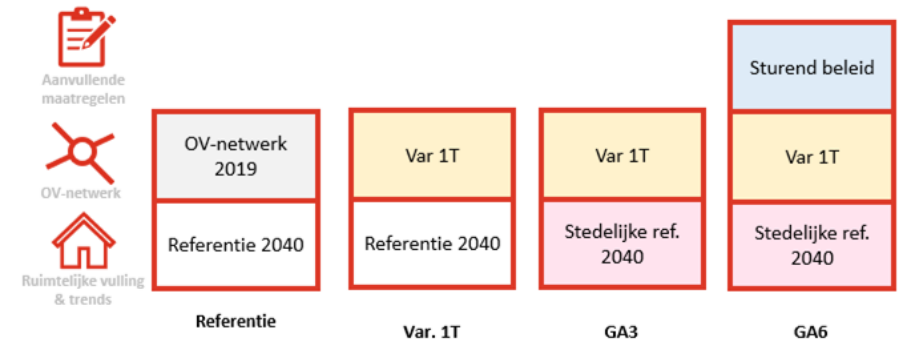 Aanvullende
maatregelen
Sturend beleid
OV-netwerk
OV-netwerk
2019
Var 1T
Var 1T
Var 1T
Ruimtelijke vulling
& trends
Referentie 2040
Referentie 2040
Stedelijke ref.
2040
Stedelijke ref.
2040
Referentie
Var. 1T
GA3
GA6